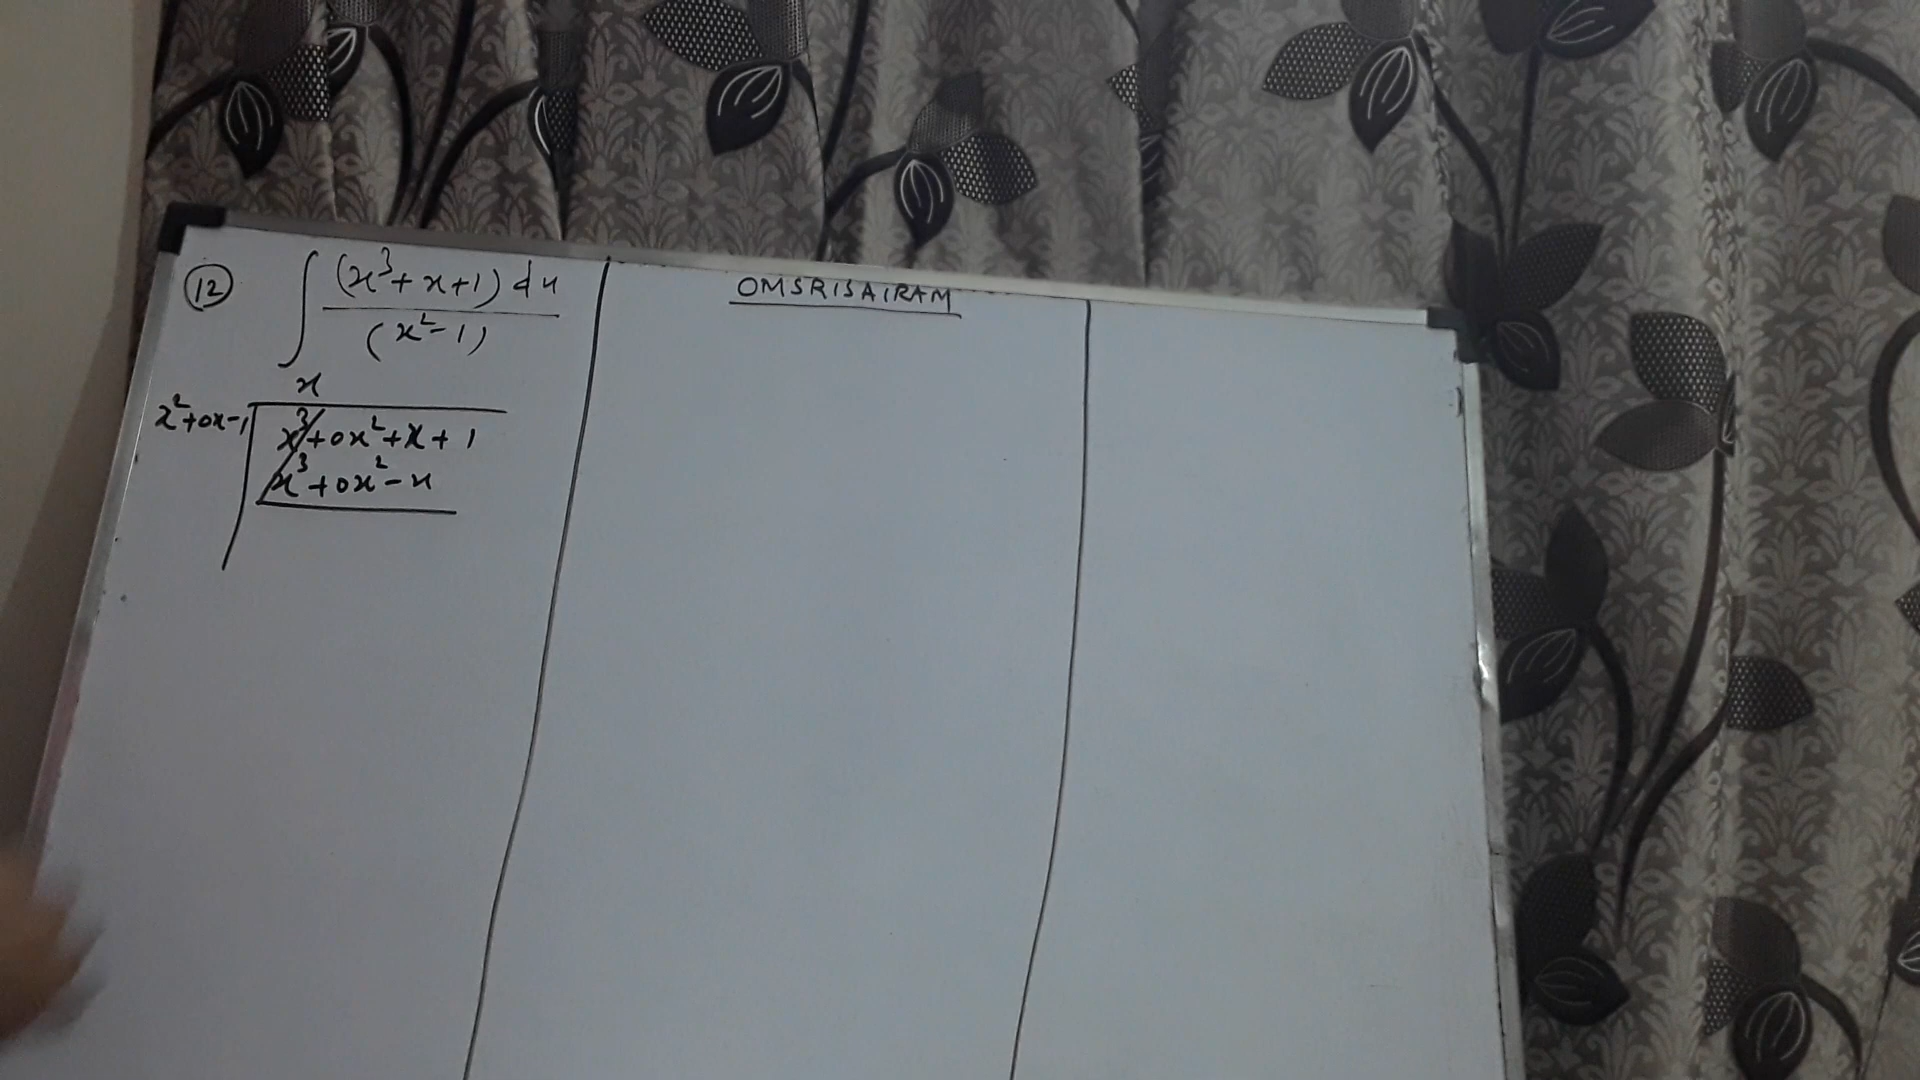 12 ∫ (x³+x+1) dx
(x²-1)
OMSRISAIRAM
x
x²+0x-1 x³+0x²+x+1
x³+0x²-x